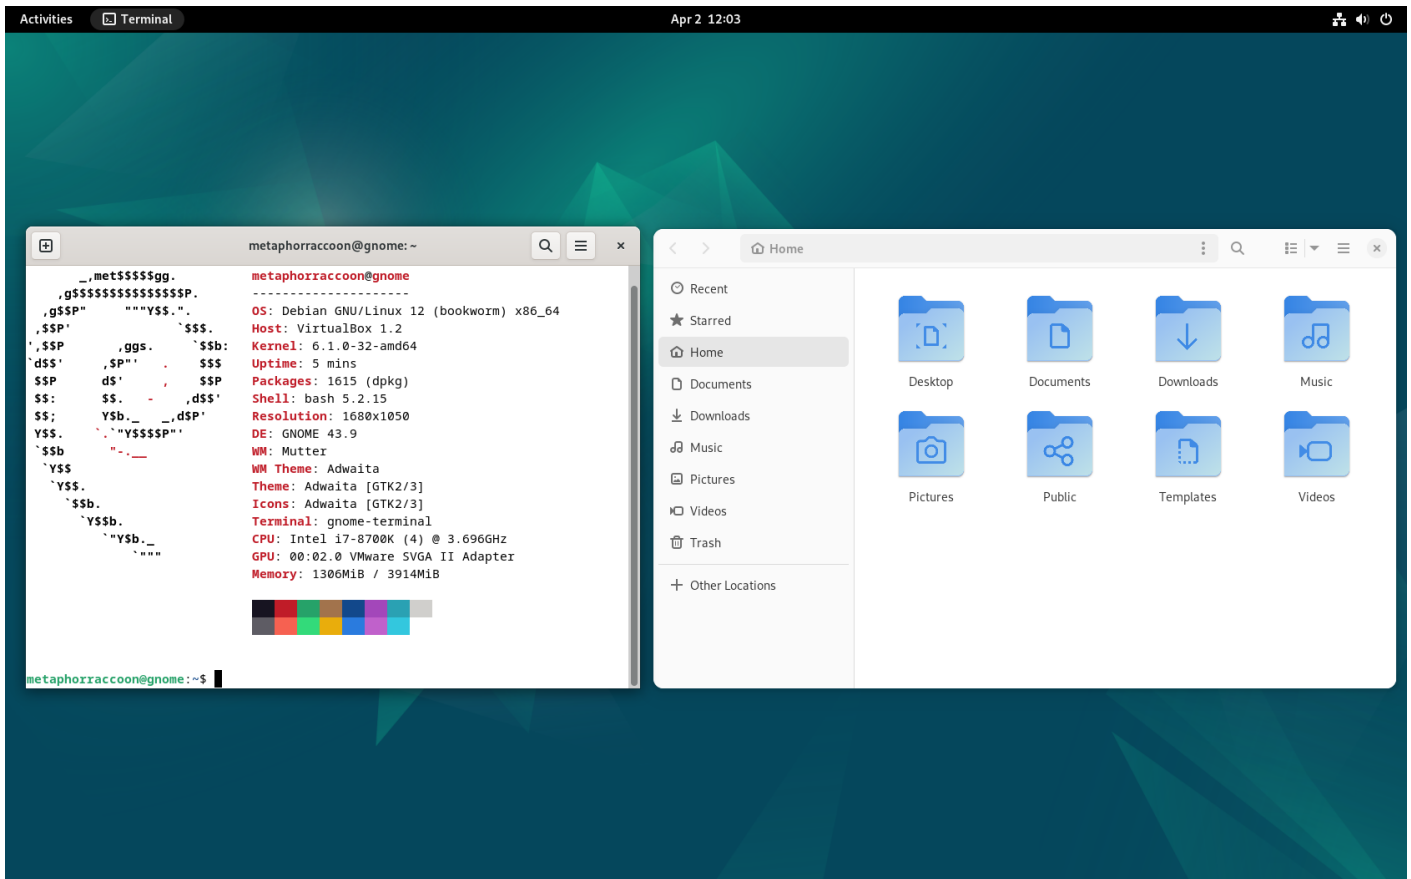 Activities
Terminal
Apr 2 12:03
metaphorraccoon@gnome: ~
_,met$$$$$gg.
,g$$$$$$$$$$$$$$$P.
,g$$P"     """Y$$.".
,$$P'              `$$$.
',$$P       ,ggs.     `$$b:
`d$$'     ,$P"'   .    $$$
$$P      d$'     ,    $$P
$$:      $$.   -    ,d$$'
$$;      Y$b._   _,d$P'
Y$$.    `.`"Y$$$$P"'
`$$b      "-.__
`Y$$
`Y$$.
`$$b.
`Y$$b.
`"Y$b._
`"""
metaphorraccoon@gnome
---------------------
OS: Debian GNU/Linux 12 (bookworm) x86_64
Host: VirtualBox 1.2
Kernel: 6.1.0-32-amd64
Uptime: 5 mins
Packages: 1615 (dpkg)
Shell: bash 5.2.15
Resolution: 1680x1050
DE: GNOME 43.9
WM: Mutter
WM Theme: Adwaita
Theme: Adwaita [GTK2/3]
Icons: Adwaita [GTK2/3]
Terminal: gnome-terminal
CPU: Intel i7-8700K (4) @ 3.696GHz
GPU: 00:02.0 VMware SVGA II Adapter
Memory: 1306MiB / 3914MiB
metaphorraccoon@gnome:~$
Home
Recent
Starred
Home
Documents
Downloads
Music
Pictures
Videos
Trash
Other Locations
Desktop
Documents
Downloads
Music
Pictures
Public
Templates
Videos